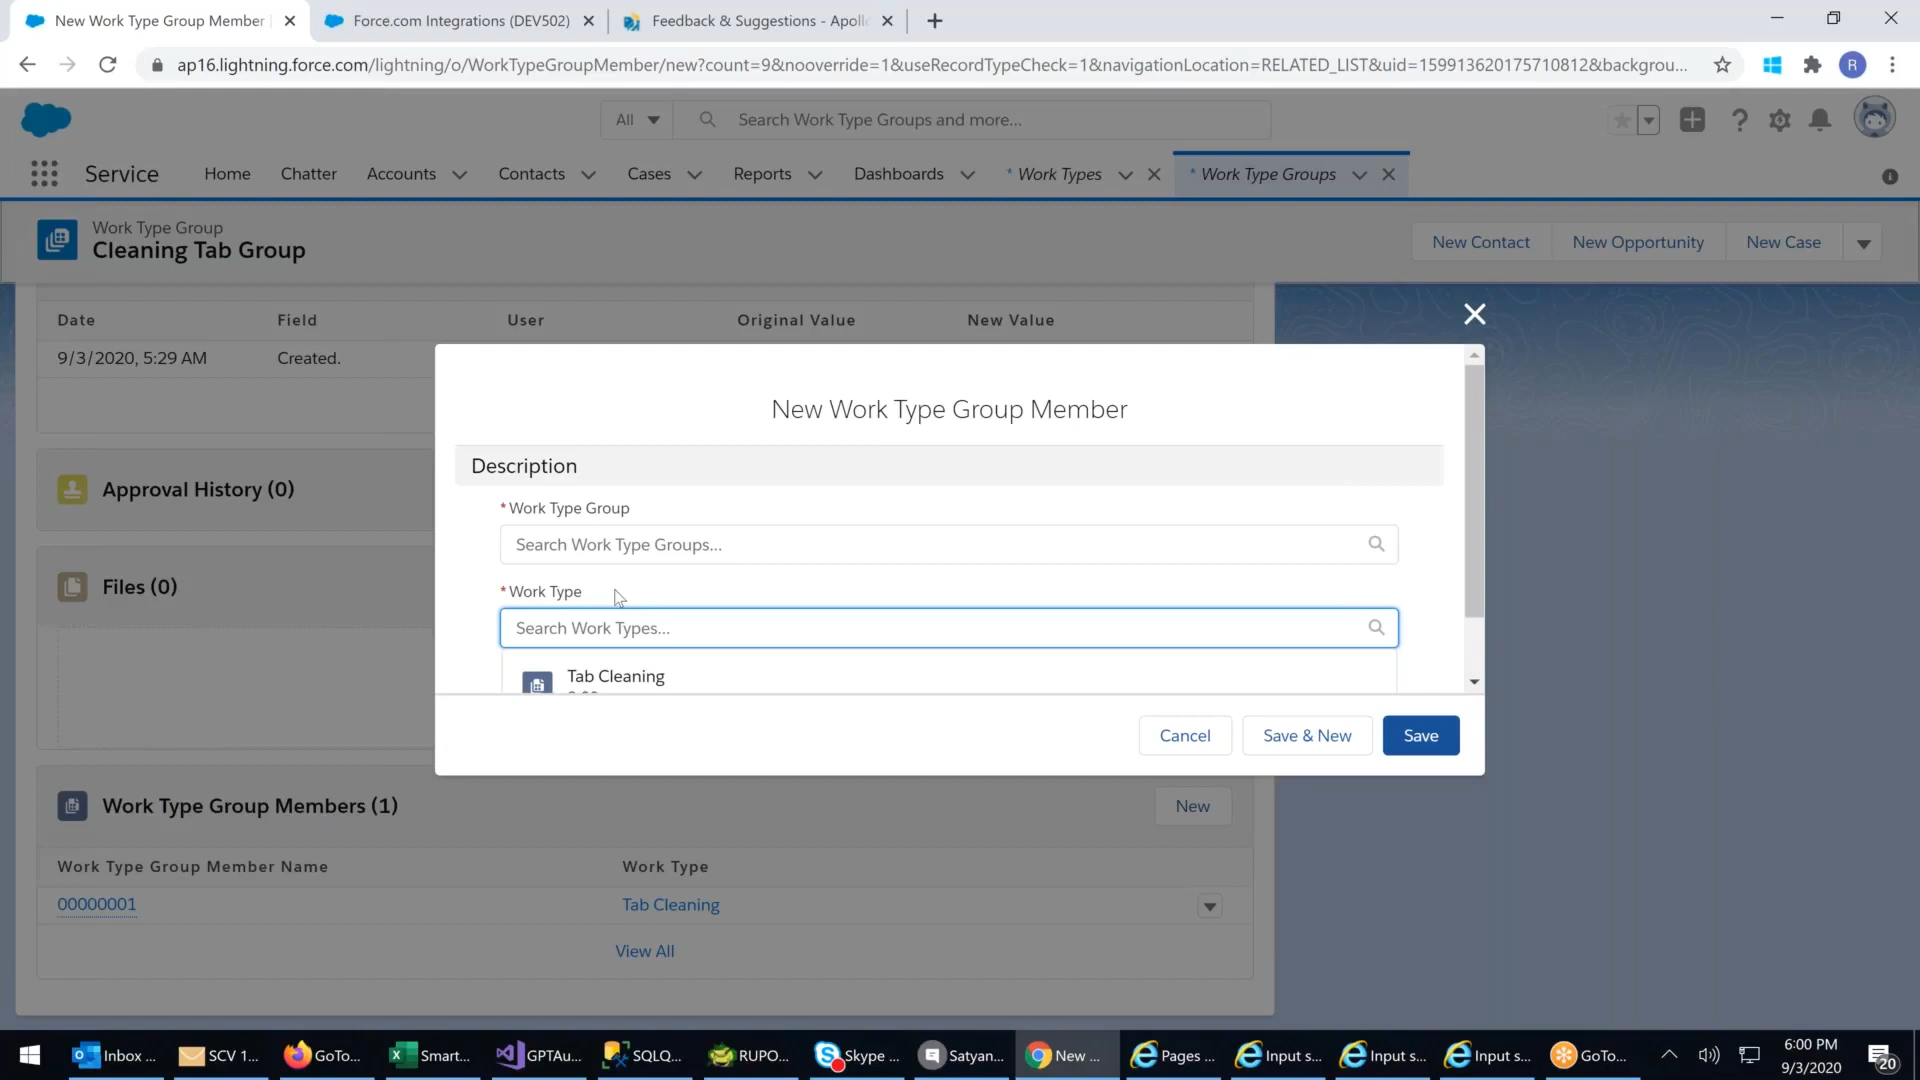 New Work Type Group Member
Force.com Integrations (DEV502)
Feedback & Suggestions - Apoll
ap16.lightning.force.com/lightning/o/WorkTypeGroupMember/new?count=9&nooverride=1&useRecordTypeCheck=1&navigationLocation=RELATED_LIST&uid=159913620175710812&backgrou...
R
All
Search Work Type Groups and more...
Service
Home
Chatter
Accounts
Contacts
Cases
Reports
Dashboards
* Work Types
* Work Type Groups
Work Type Group
Cleaning Tab Group
New Contact
New Opportunity
New Case
Date
Field
User
Original Value
New Value
9/3/2020, 5:29 AM
Created.
New Work Type Group Member
Description
* Work Type Group
Search Work Type Groups...
* Work Type
Search Work Types...
Tab Cleaning
Cancel
Save & New
Save
Approval History (0)
Files (0)
Work Type Group Members (1)
New
Work Type Group Member Name
Work Type
00000001
Tab Cleaning
View All
Inbox ...
SCV 1...
GoTo...
Smart...
GPTAu...
SQLQ...
RUPO...
Skype ...
Satyan...
New ...
Pages ...
Input s...
Input s...
Input s...
GoTo...
6:00 PM
9/3/2020
20